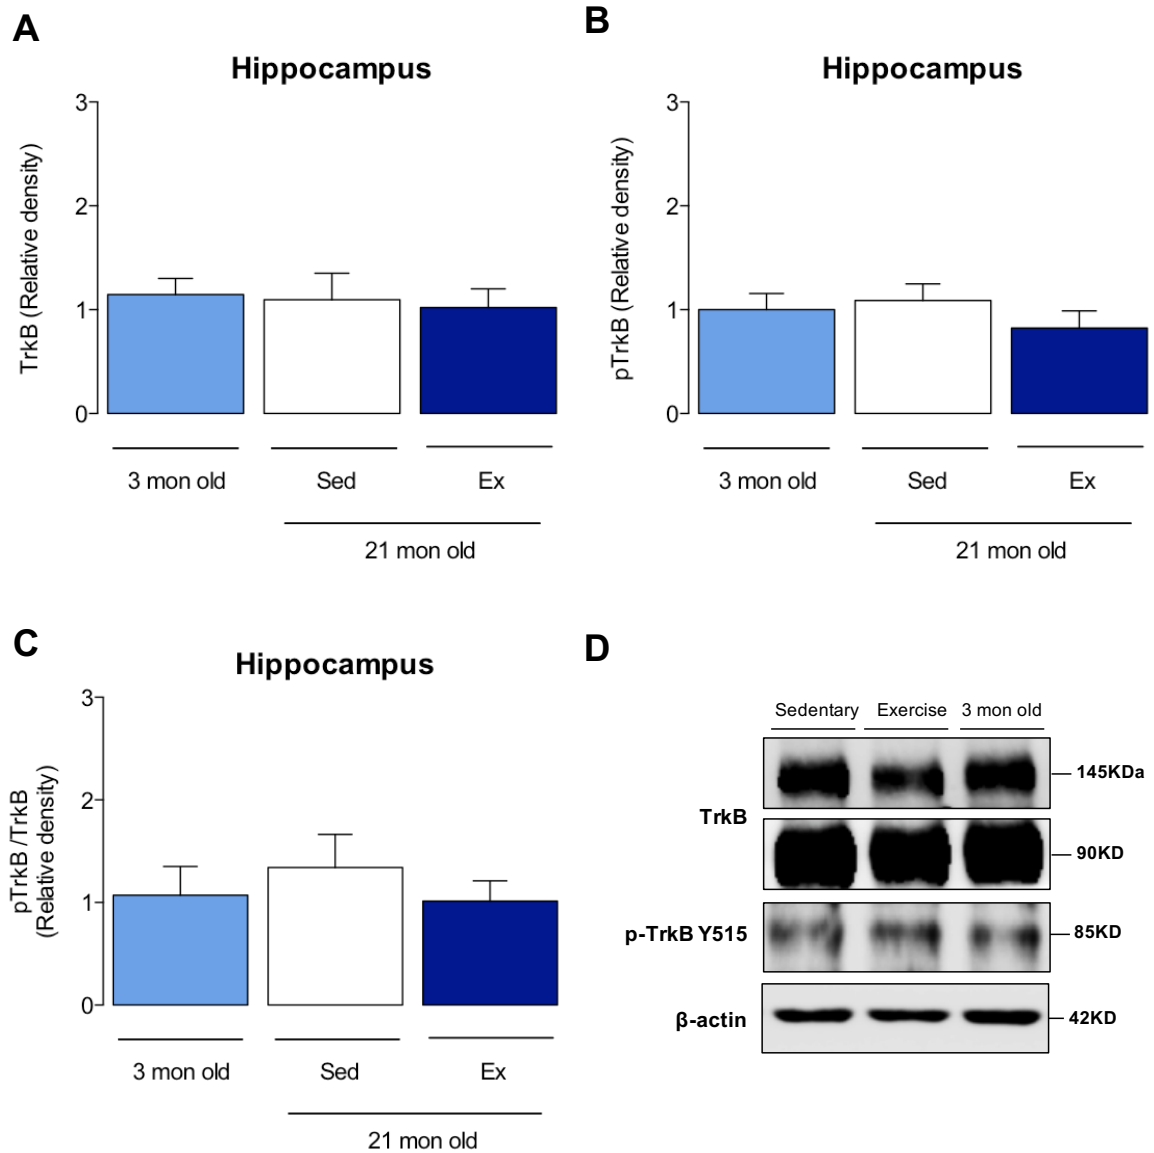 A
Hippocampus
TrkB (Relative density)
3
2
1
0
3 mon old
Sed
Ex
21 mon old
B
Hippocampus
pTrkB (Relative density)
3
2
1
0
3 mon old
Sed
Ex
21 mon old
C
Hippocampus
pTrkB /TrkB
(Relative density)
3
2
1
0
3 mon old
Sed
Ex
21 mon old
D
Sedentary Exercise 3 mon old
145KDa
TrkB
90KD
p-TrkB Y515
85KD
β-actin
42KD